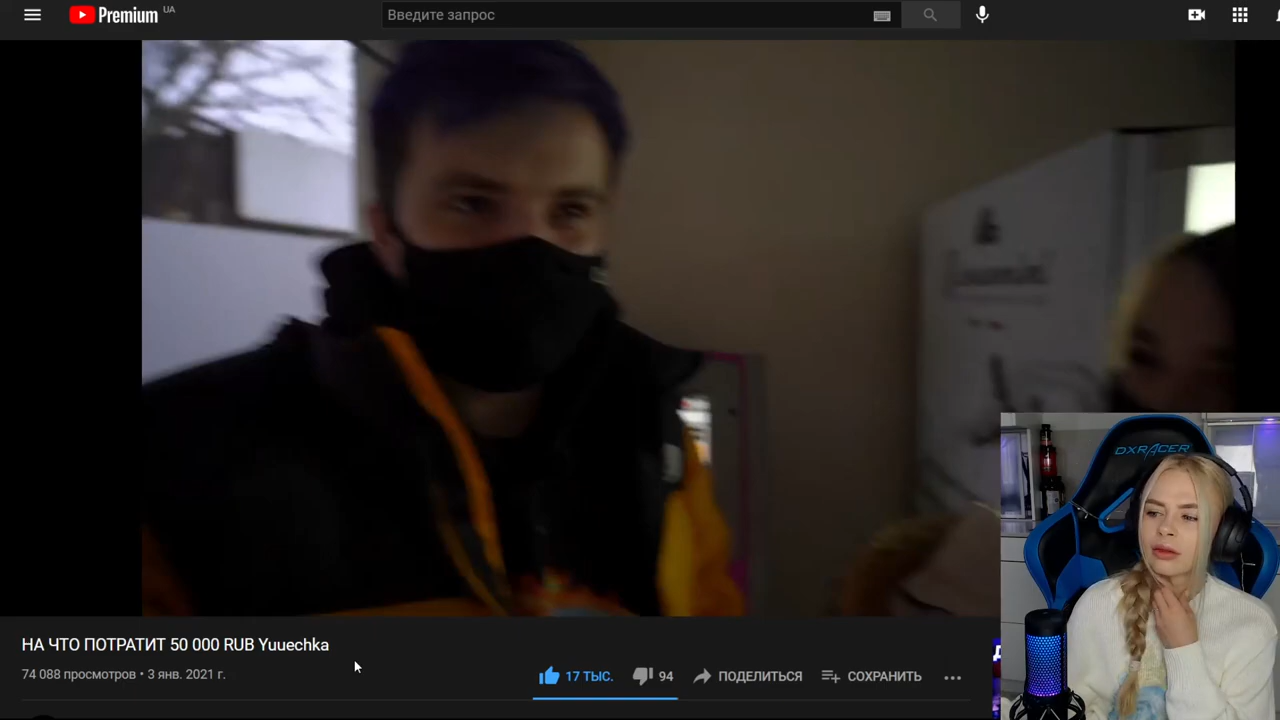 Premium UA
Введите запрос
DXRACER
НА ЧТО ПОТРАТИТ 50 000 RUB Yuuechka
74 088 просмотров • 3 янв. 2021 г.
17 ТЫС.
94
ПОДЕЛИТЬСЯ
СОХРАНИТЬ